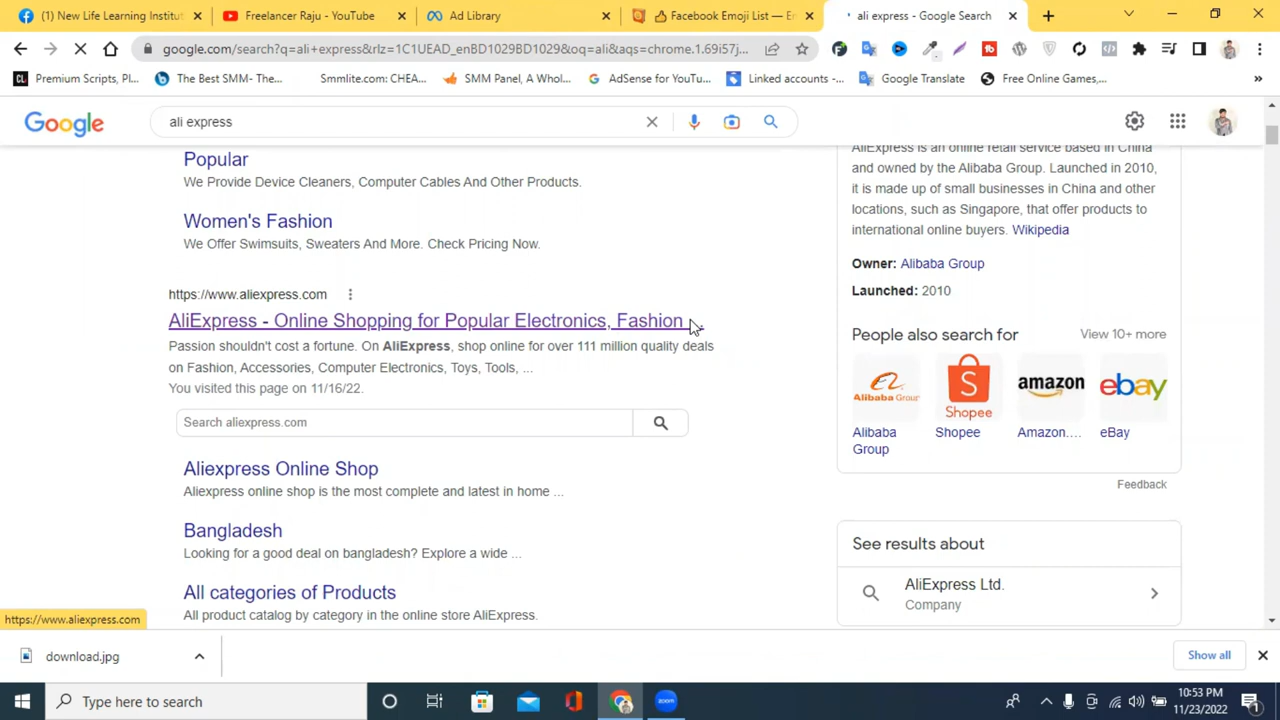 (1) New Life Learning Institut
Freelancer Raju - YouTube
Ad Library
Facebook Emoji List —
ali express - Google Search
google.com/search?q=ali+express&rlz=1C1UEAD_enBD1029BD1029&oq=ali&aqs=chrome.1.69i57j...
CL
Premium Scripts, Pl...
The Best SMM- The...
Smmlite.com: CHEA...
SMM Panel, A Whol...
AdSense for YouTu...
Linked accounts -...
Google Translate
Free Online Games,...
»
Google
ali express
Popular
We Provide Device Cleaners, Computer Cables And Other Products.
Women's Fashion
We Offer Swimsuits, Sweaters And More. Check Pricing Now.
https://www.aliexpress.com
AliExpress - Online Shopping for Popular Electronics, Fashion ...
Passion shouldn't cost a fortune. On AliExpress, shop online for over 111 million quality deals
on Fashion, Accessories, Computer Electronics, Toys, Tools, ...
You visited this page on 11/16/22.
Search aliexpress.com
Aliexpress Online Shop
Aliexpress online shop is the most complete and latest in home ...
Bangladesh
Looking for a good deal on bangladesh? Explore a wide ...
All categories of Products
All product catalog by category in the online store AliExpress.
AliExpress is an online retail service based in China
and owned by the Alibaba Group. Launched in 2010,
it is made up of small businesses in China and other
locations, such as Singapore, that offer products to
international online buyers. Wikipedia
Owner: Alibaba Group
Launched: 2010
People also search for
View 10+ more
Alibaba Group
Shopee
amazon
ebay
Alibaba
Group
Shopee
Amazon....
eBay
Feedback
See results about
AliExpress Ltd.
Company
https://www.aliexpress.com
download.jpg
Show all
Type here to search
zoom
10:53 PM
11/23/2022
1